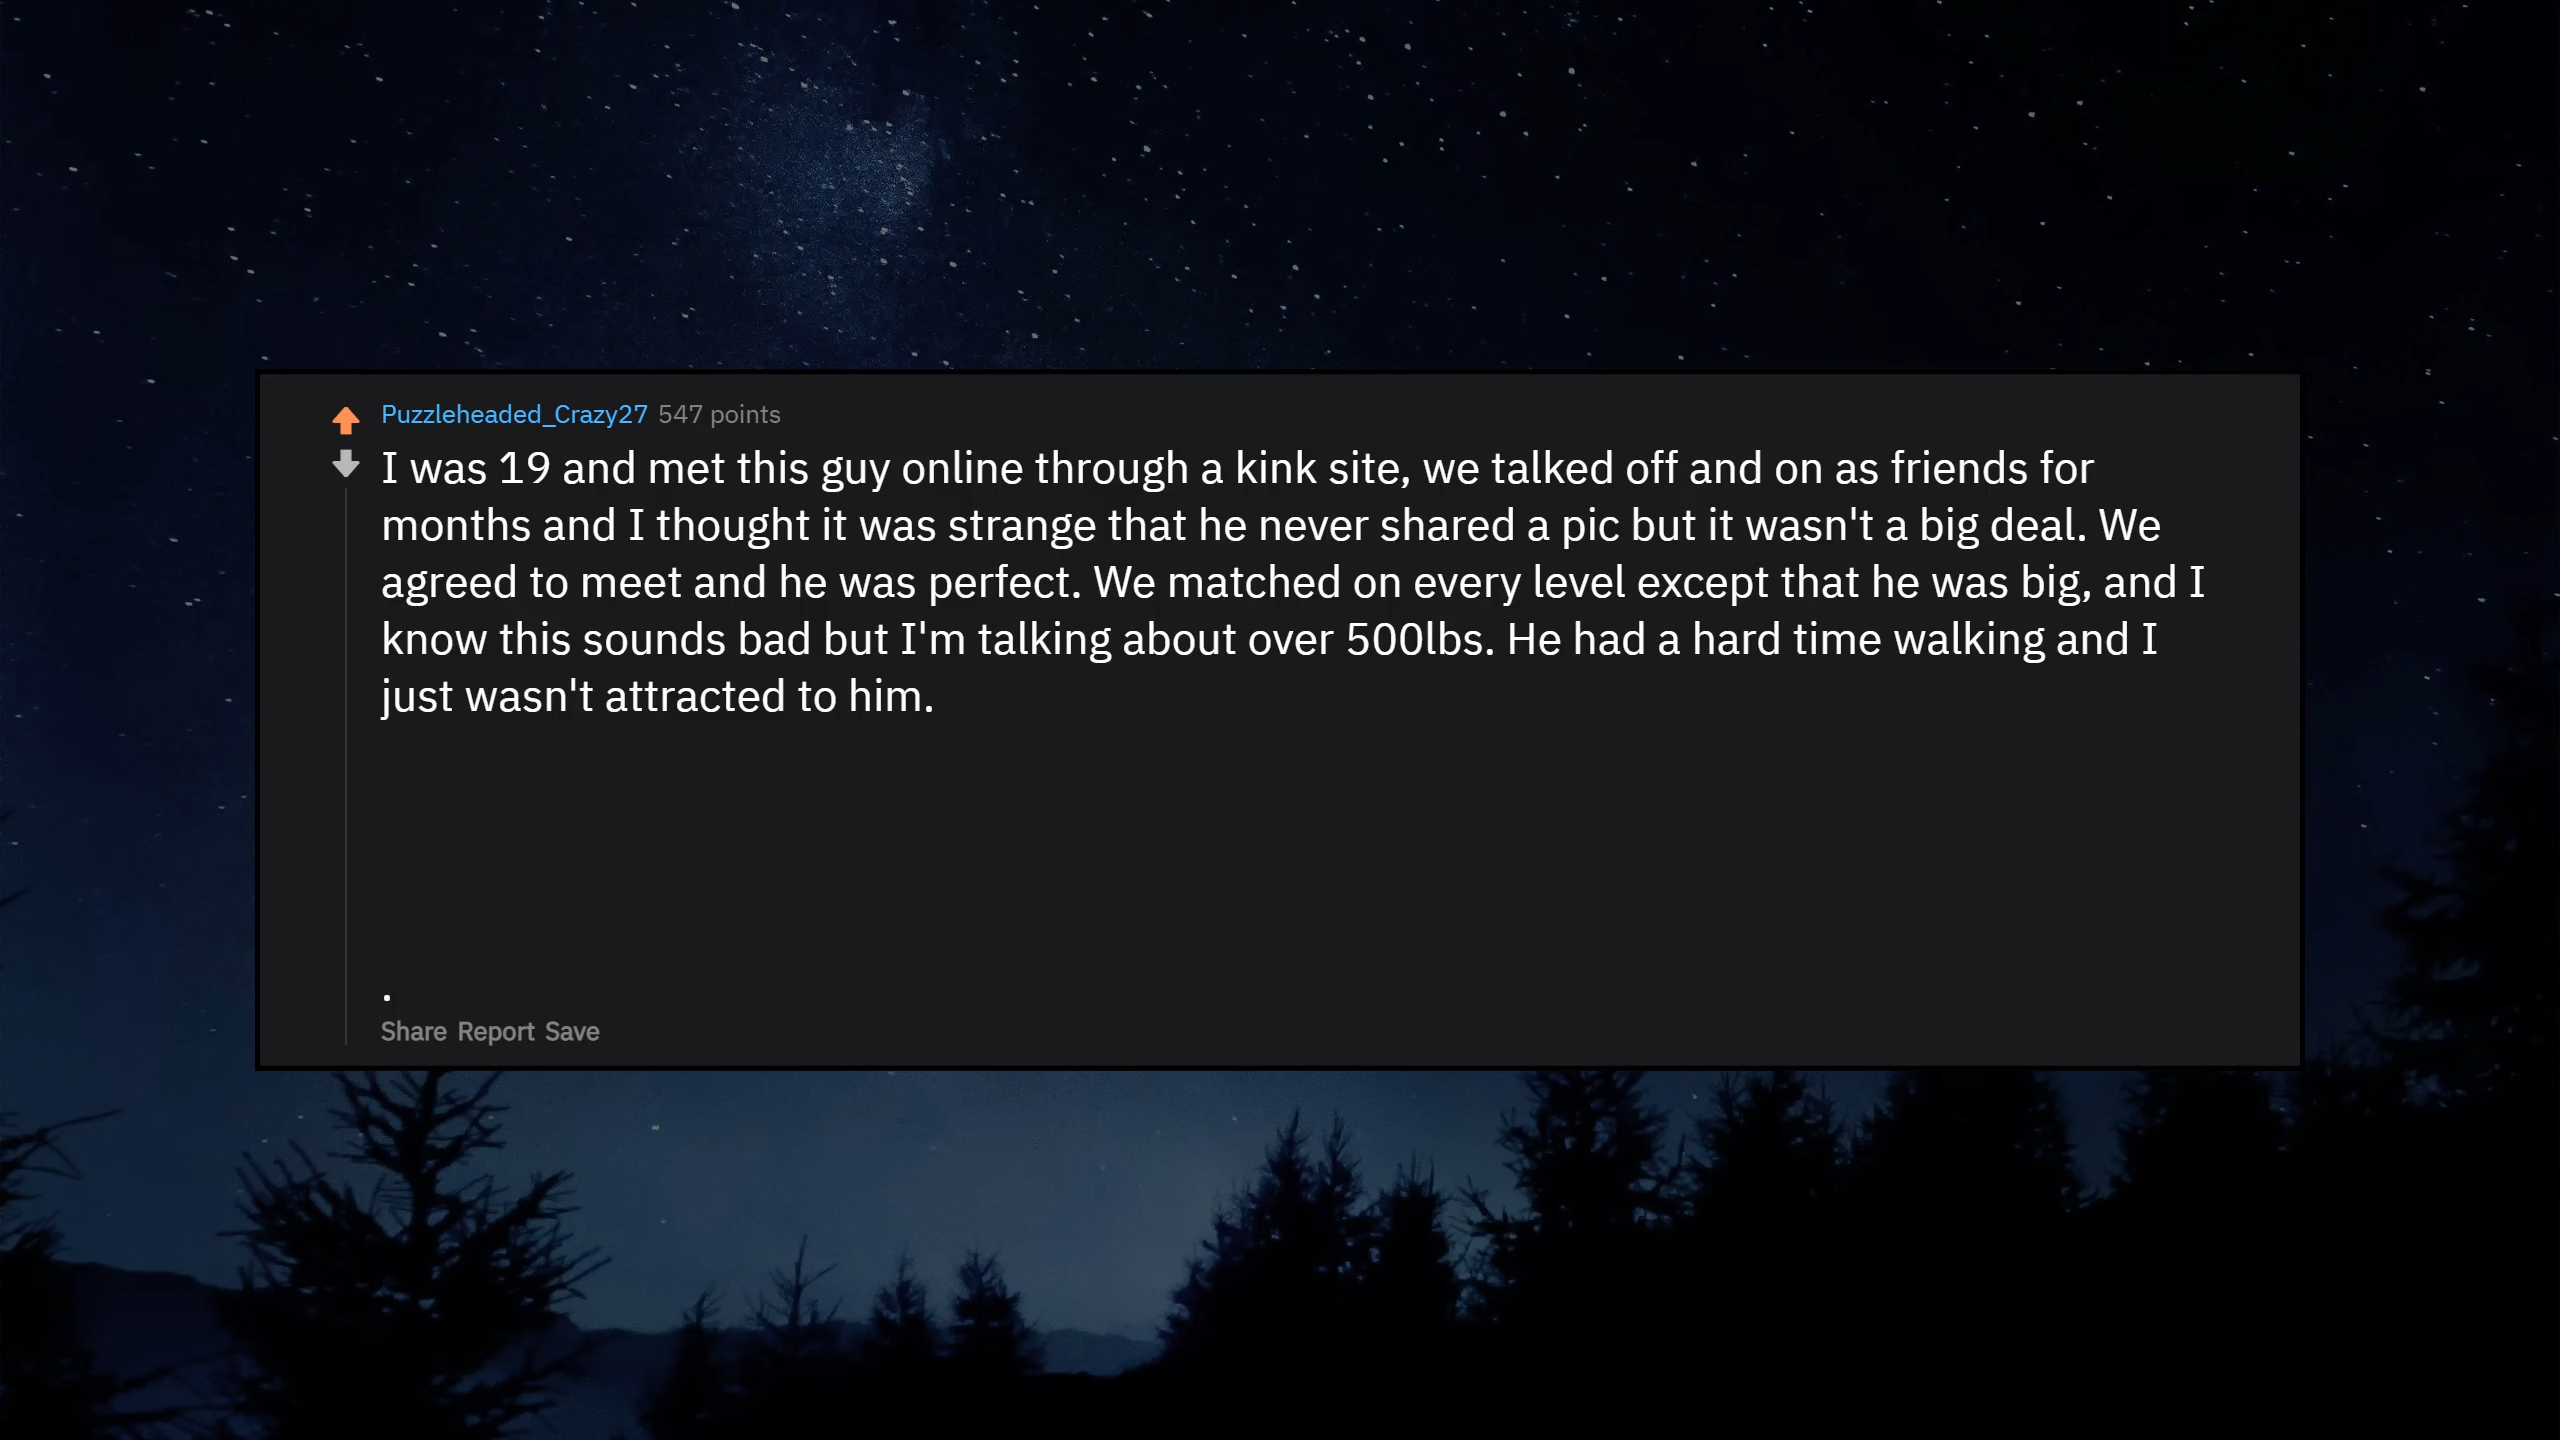 Puzzleheaded_Crazy27 547 points
I was 19 and met this guy online through a kink site, we talked off and on as friends for
months and I thought it was strange that he never shared a pic but it wasn't a big deal. We
agreed to meet and he was perfect. We matched on every level except that he was big, and I
know this sounds bad but I'm talking about over 500lbs. He had a hard time walking and I
just wasn't attracted to him.
.
Share Report Save